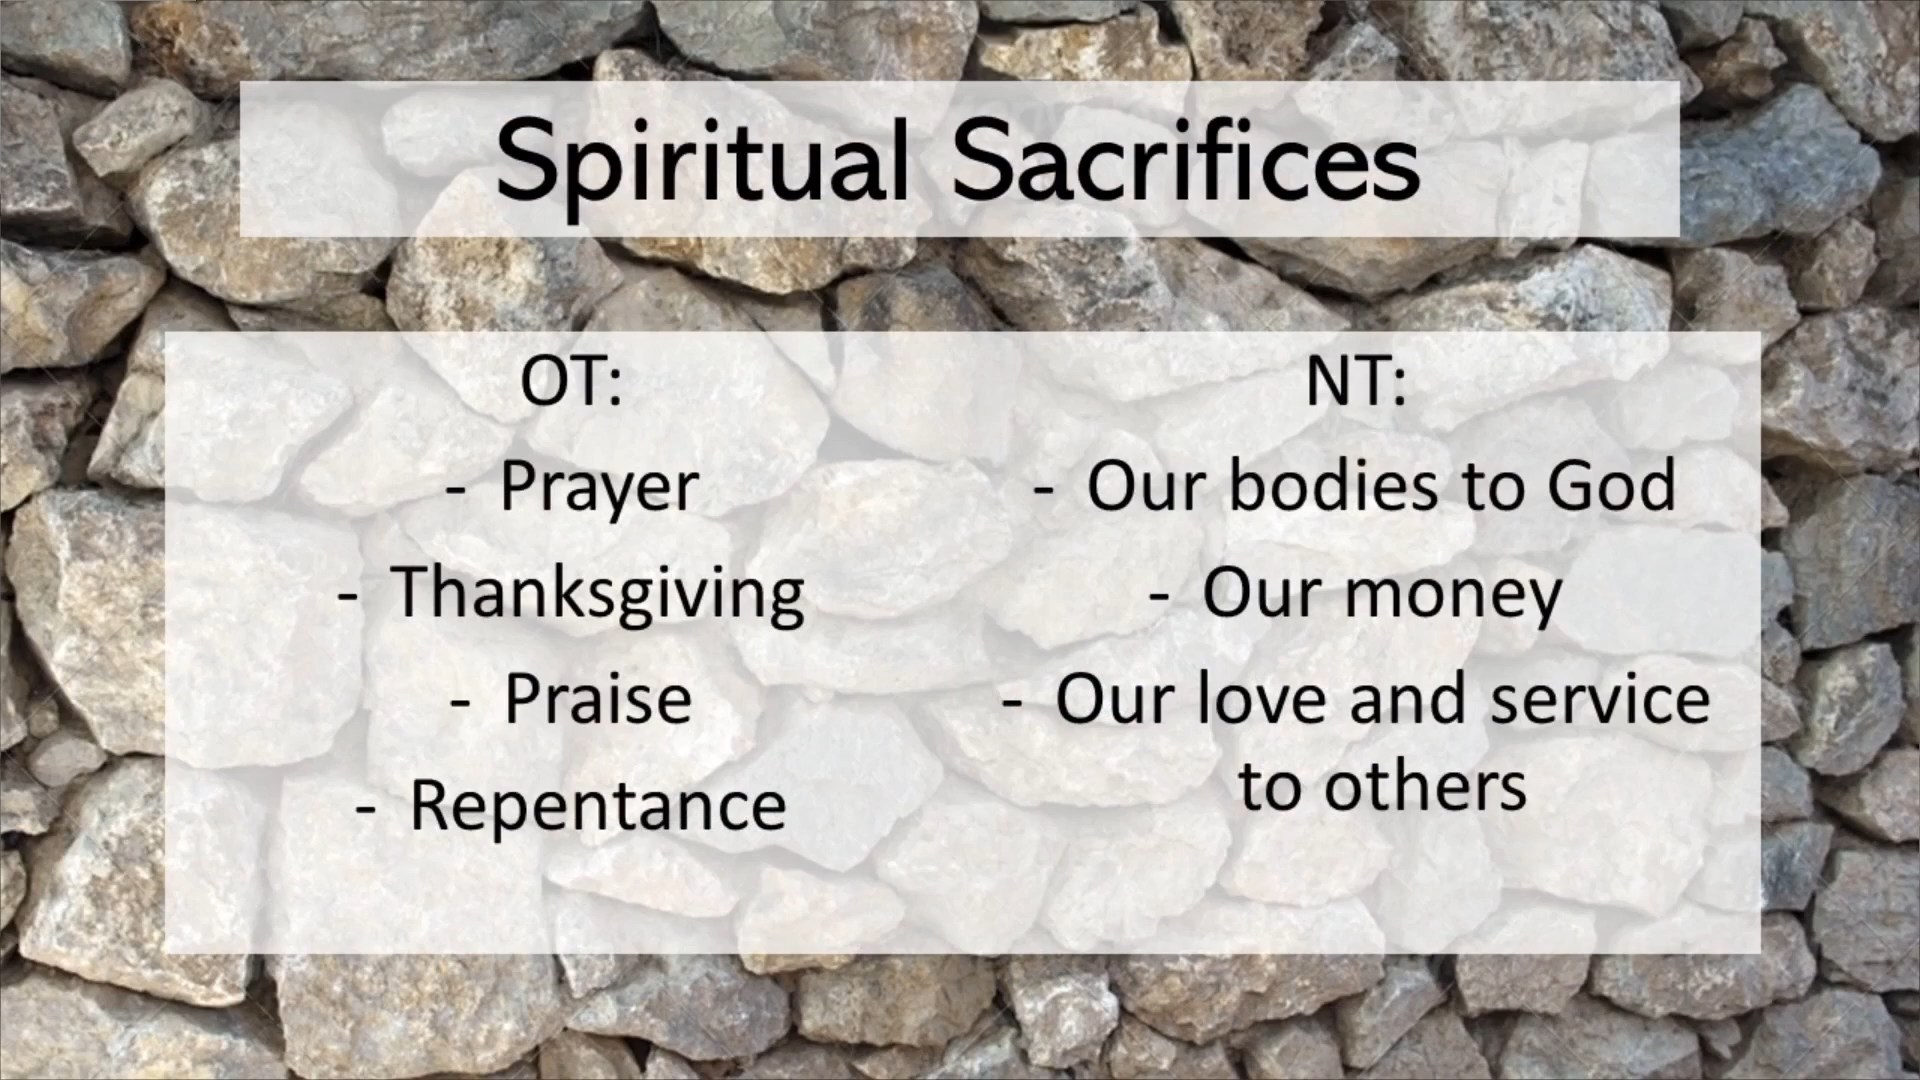 Spiritual Sacrifices
OT:
- Prayer
- Thanksgiving
- Praise
- Repentance
NT:
- Our bodies to God
- Our money
- Our love and service
to others